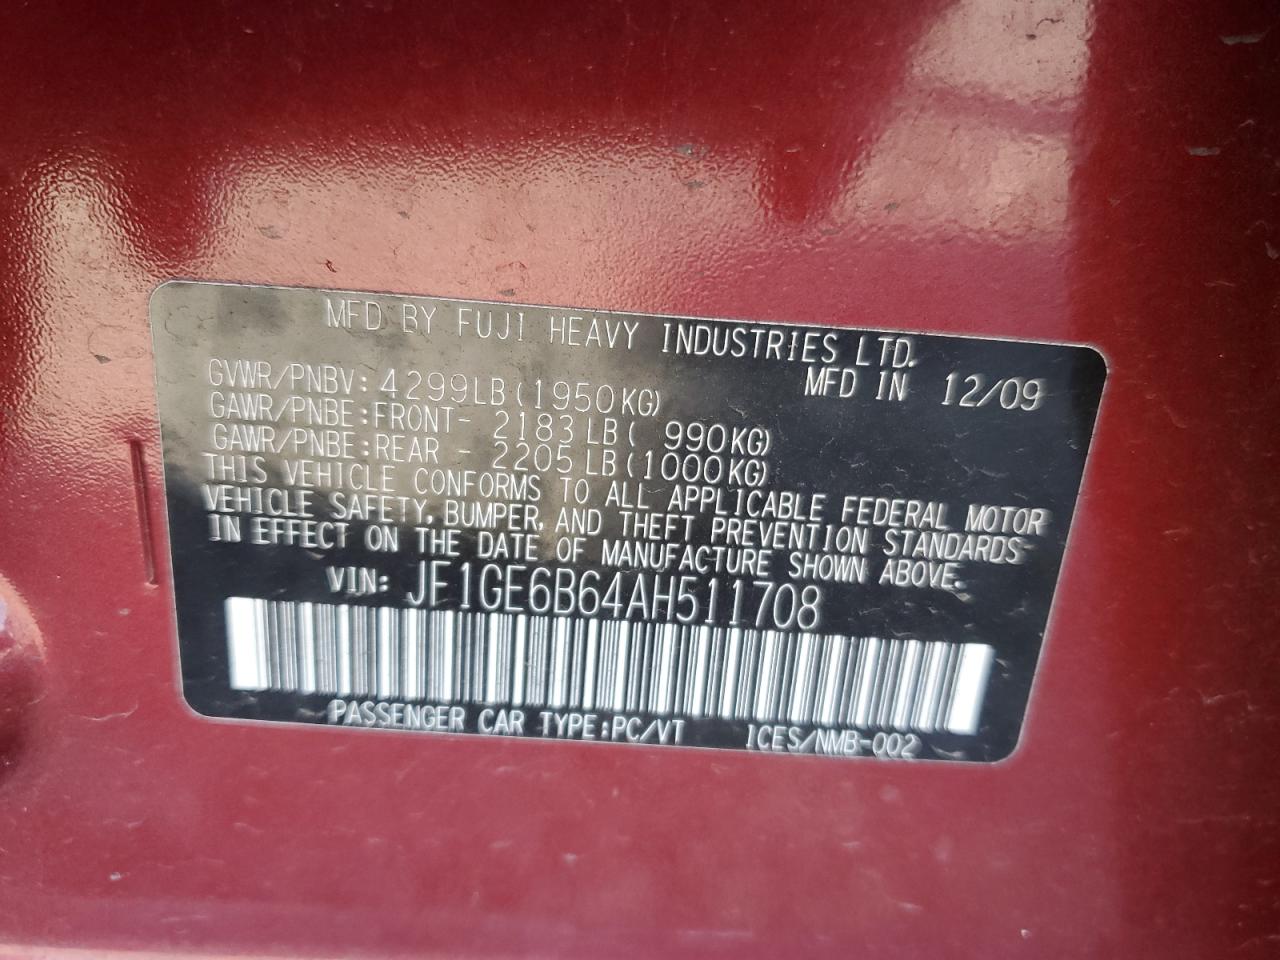 MFD BY FUJI HEAVY INDUSTRIES LTD.
MFD IN 12/09
GVWR/PNBV: 4299LB(1950KG)
GAWR/PNBE:FRONT- 2183LB( 990KG)
GAWR/PNBE:REAR - 2205LB(1000KG)
THIS VEHICLE CONFORMS TO ALL APPLICABLE FEDERAL MOTOR
VEHICLE SAFETY, BUMPER, AND THEFT PREVENTION STANDARDS
IN EFFECT ON THE DATE OF MANUFACTURE SHOWN ABOVE.
VIN: JF1GE6B64AH511708
PASSENGER CAR TYPE:PC/VT ICES/NMB-002